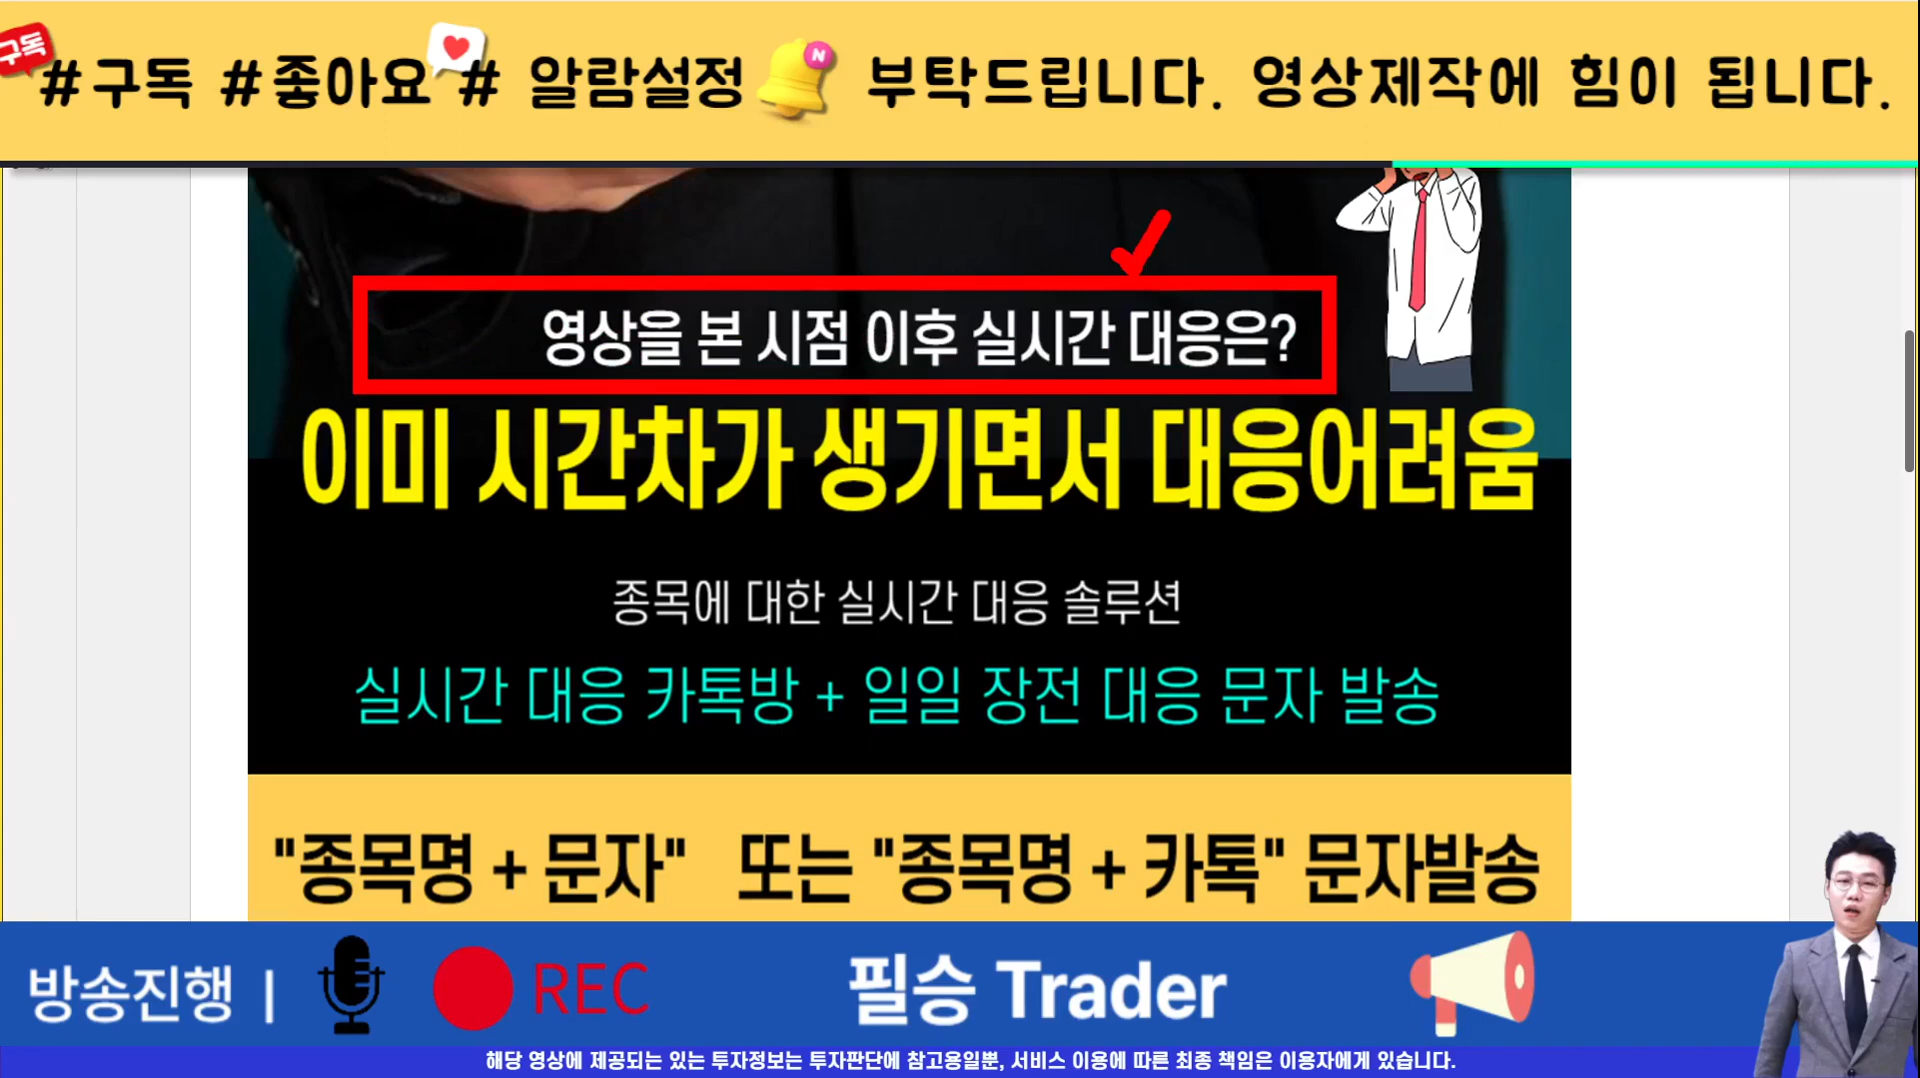 구독
#구독 #좋아요 # 알람설정 N 부탁드립니다. 영상제작에 힘이 됩니다.
영상을 본 시점 이후 실시간 대응은?
이미 시간차가 생기면서 대응어려움
종목에 대한 실시간 대응 솔루션
실시간 대응 카톡방 + 일일 장전 대응 문자 발송
"종목명 + 문자" 또는 "종목명 + 카톡" 문자발송
방송진행 | REC 필승 Trader
해당 영상에 제공되는 있는 투자정보는 투자판단에 참고용일뿐, 서비스 이용에 따른 최종 책임은 이용자에게 있습니다.